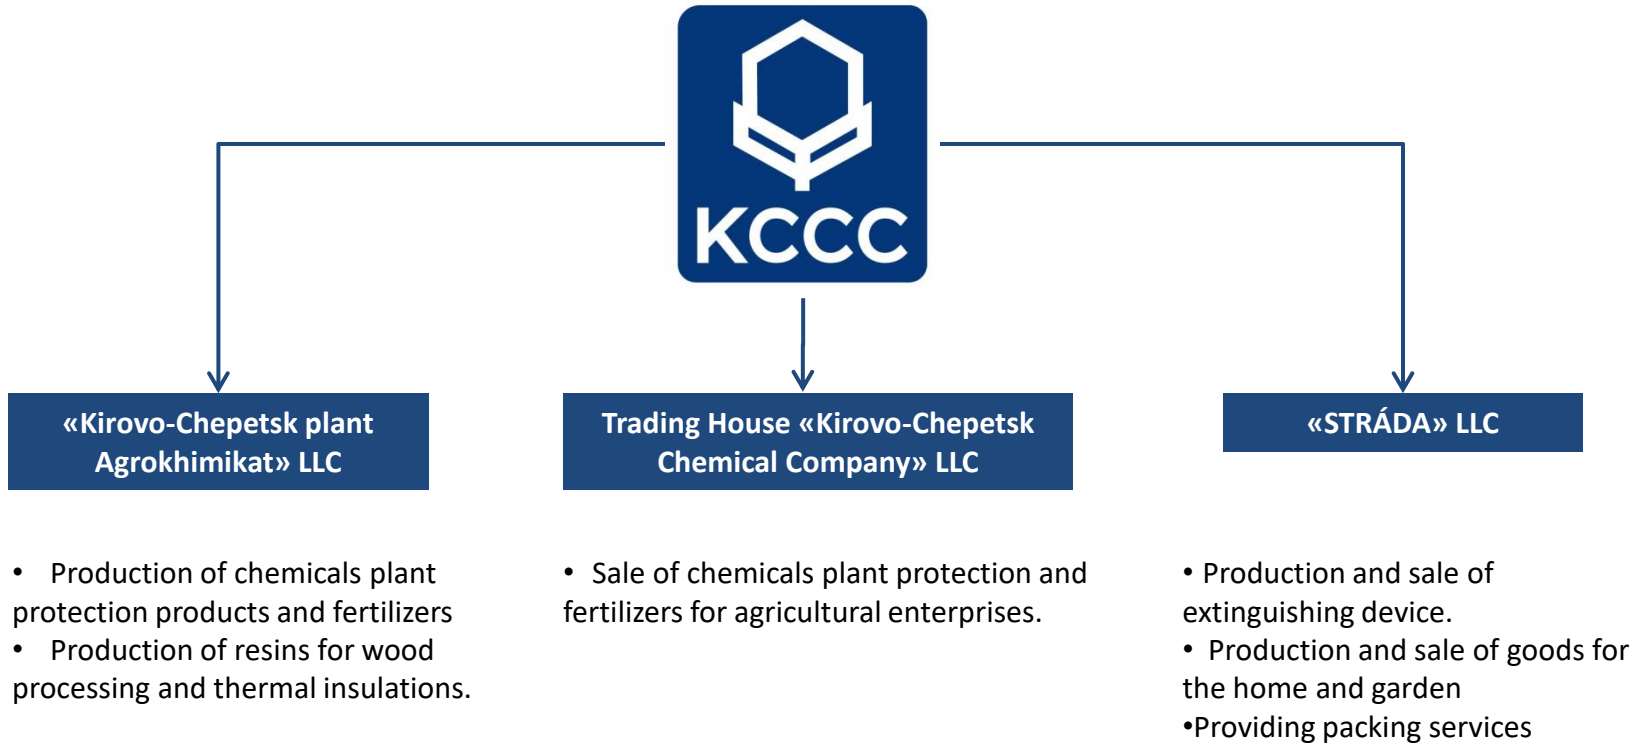 KCCC
«Kirovo-Chepetsk plant
Agrokhimikat» LLC
Trading House «Kirovo-Chepetsk
Chemical Company» LLC
«STRÁDA» LLC
• Production of chemicals plant
protection products and fertilizers
• Production of resins for wood
processing and thermal insulations.
• Sale of chemicals plant protection and
fertilizers for agricultural enterprises.
• Production and sale of
extinguishing device.
• Production and sale of goods for
the home and garden
•Providing packing services